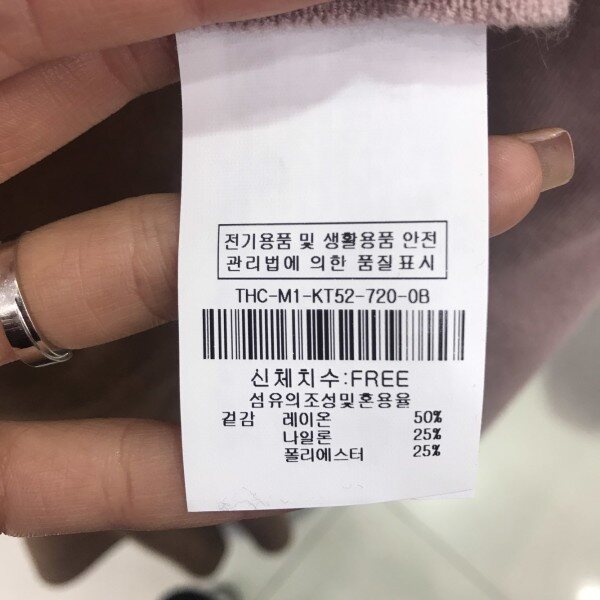 전기용품 및 생활용품 안전
관리법에 의한 품질표시
THC-M1-KT52-720-0B
신체치수:FREE
섬유의조성및혼용율
겉감 레이온 50%
나일론 25%
폴리에스터 25%